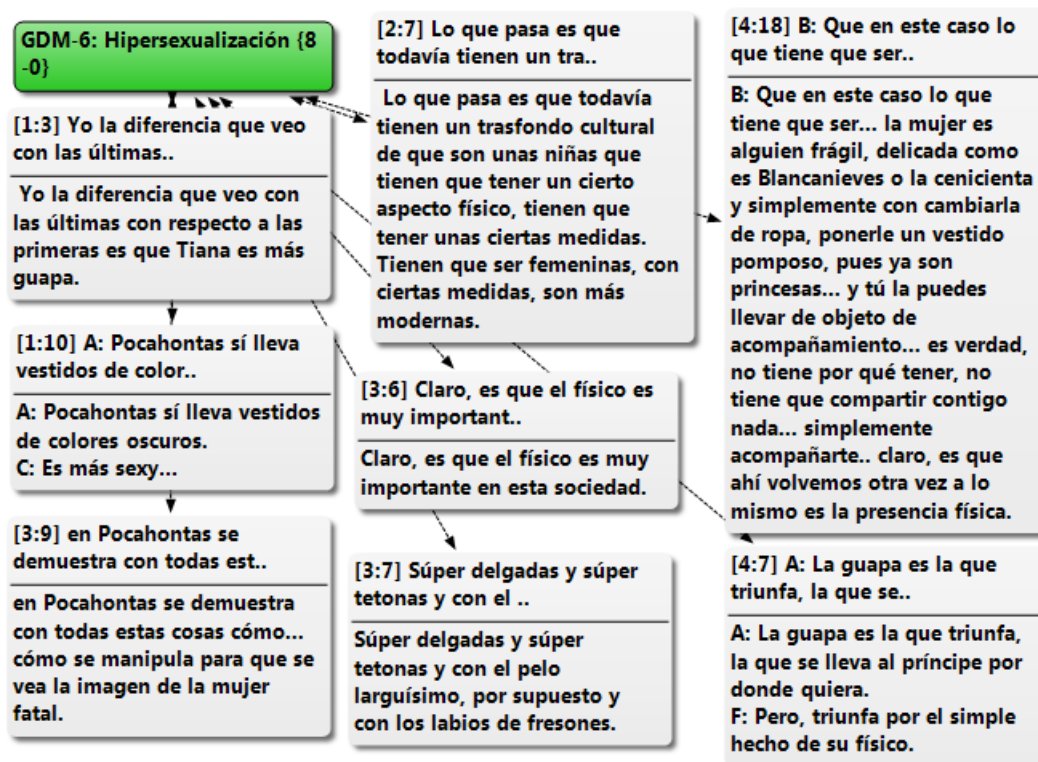 GDM-6: Hipersexualización {8
-0}
[1:3] Yo la diferencia que veo
con las últimas..
Yo la diferencia que veo con
las últimas con respecto a las
primeras es que Tiana es más
guapa.
[1:10] A: Pocahontas sí lleva
vestidos de color..
A: Pocahontas sí lleva vestidos
de colores oscuros.
C: Es más sexy...
[3:9] en Pocahontas se
demuestra con todas est..
en Pocahontas se demuestra
con todas estas cosas cómo...
cómo se manipula para que se
vea la imagen de la mujer
fatal.
[2:7] Lo que pasa es que
todavía tienen un tra..
Lo que pasa es que todavía
tienen un trasfondo cultural
de que son unas niñas que
tienen que tener un cierto
aspecto físico, tienen que
tener unas ciertas medidas.
Tienen que ser femeninas, con
ciertas medidas, son más
modernas.
[3:6] Claro, es que el físico es
muy important..
Claro, es que el físico es muy
importante en esta sociedad.
[3:7] Súper delgadas y súper
tetonas y con el ..
Súper delgadas y súper
tetonas y con el pelo
larguísimo, por supuesto y
con los labios de fresones.
[4:18] B: Que en este caso lo
que tiene que ser..
B: Que en este caso lo que
tiene que ser... la mujer es
alguien frágil, delicada como
es Blancanieves o la cenicienta
y simplemente con cambiarla
de ropa, ponerle un vestido
pomposo, pues ya son
princesas... y tú la puedes
llevar de objeto de
acompañamiento... es verdad,
no tiene por qué tener, no
tiene que compartir contigo
nada... simplemente
acompañarte.. claro, es que
ahí volvemos otra vez a lo
mismo es la presencia física.
[4:7] A: La guapa es la que
triunfa, la que se..
A: La guapa es la que triunfa,
la que se lleva al príncipe por
donde quiera.
F: Pero, triunfa por el simple
hecho de su físico.